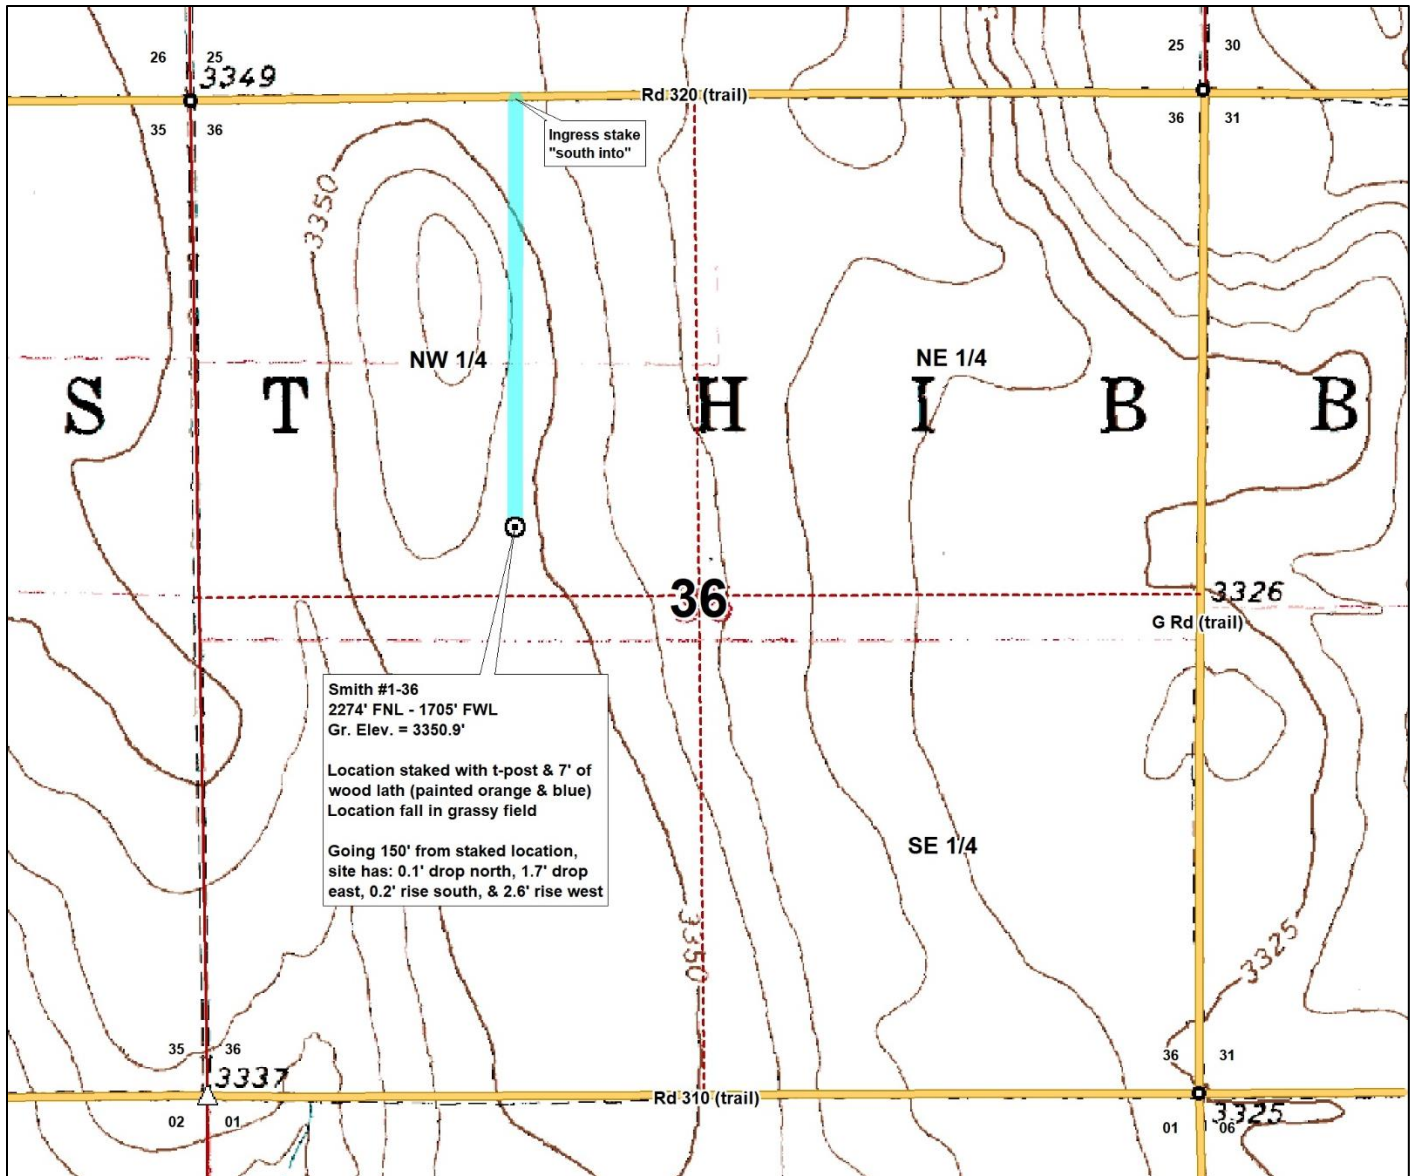 26 25 25 30
3349
Rd 320 (trail)
35 36 36 31
Ingress stake
"south into"
3350
NW 1/4 NE 1/4
S T H I B B
36
3326
G Rd (trail)
Smith #1-36
2274' FNL - 1705' FWL
Gr. Elev. = 3350.9'
Location staked with t-post & 7' of
wood lath (painted orange & blue)
Location fall in grassy field
Going 150' from staked location,
site has: 0.1' drop north, 1.7' drop
east, 0.2' rise south, & 2.6' rise west
SE 1/4
3350
3325
35 36 36 31
3337
Rd 310 (trail)
3325
02 01 01 06